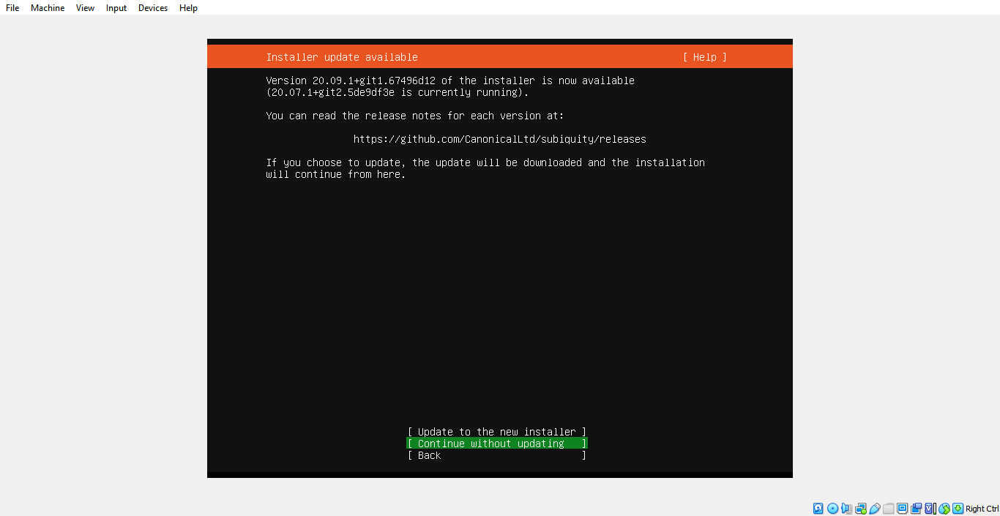 File Machine View Input Devices Help
Installer update available [ Help ]
Version 20.09.1+git1.67496d12 of the installer is now available
(20.07.1+git2.5de9df3e is currently running).
You can read the release notes for each version at:
https://github.com/CanonicalLtd/subiquity/releases
If you choose to update, the update will be downloaded and the installation
will continue from here.
[ Update to the new installer ]
[ Continue without updating ]
[ Back ]
Right Ctrl